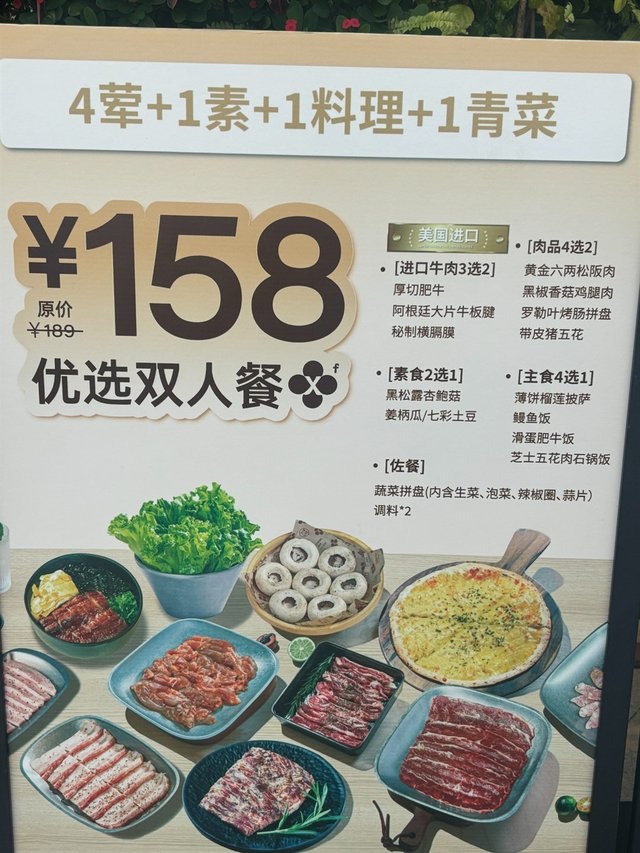 4荤+1素+1料理+1青菜
¥158
原价
¥189
优选双人餐
f
美国进口
• [进口牛肉3选2]
厚切肥牛
阿根廷大片牛板腱
秘制横膈膜
• [肉品4选2]
黄金六两松阪肉
黑椒香菇鸡腿肉
罗勒叶烤肠拼盘
带皮猪五花
• [素食2选1]
黑松露杏鲍菇
姜柄瓜/七彩土豆
• [主食4选1]
薄饼榴莲披萨
鳗鱼饭
滑蛋肥牛饭
芝士五花肉石锅饭
• [佐餐]
蔬菜拼盘(内含生菜、泡菜、辣椒圈、蒜片)
调料*2